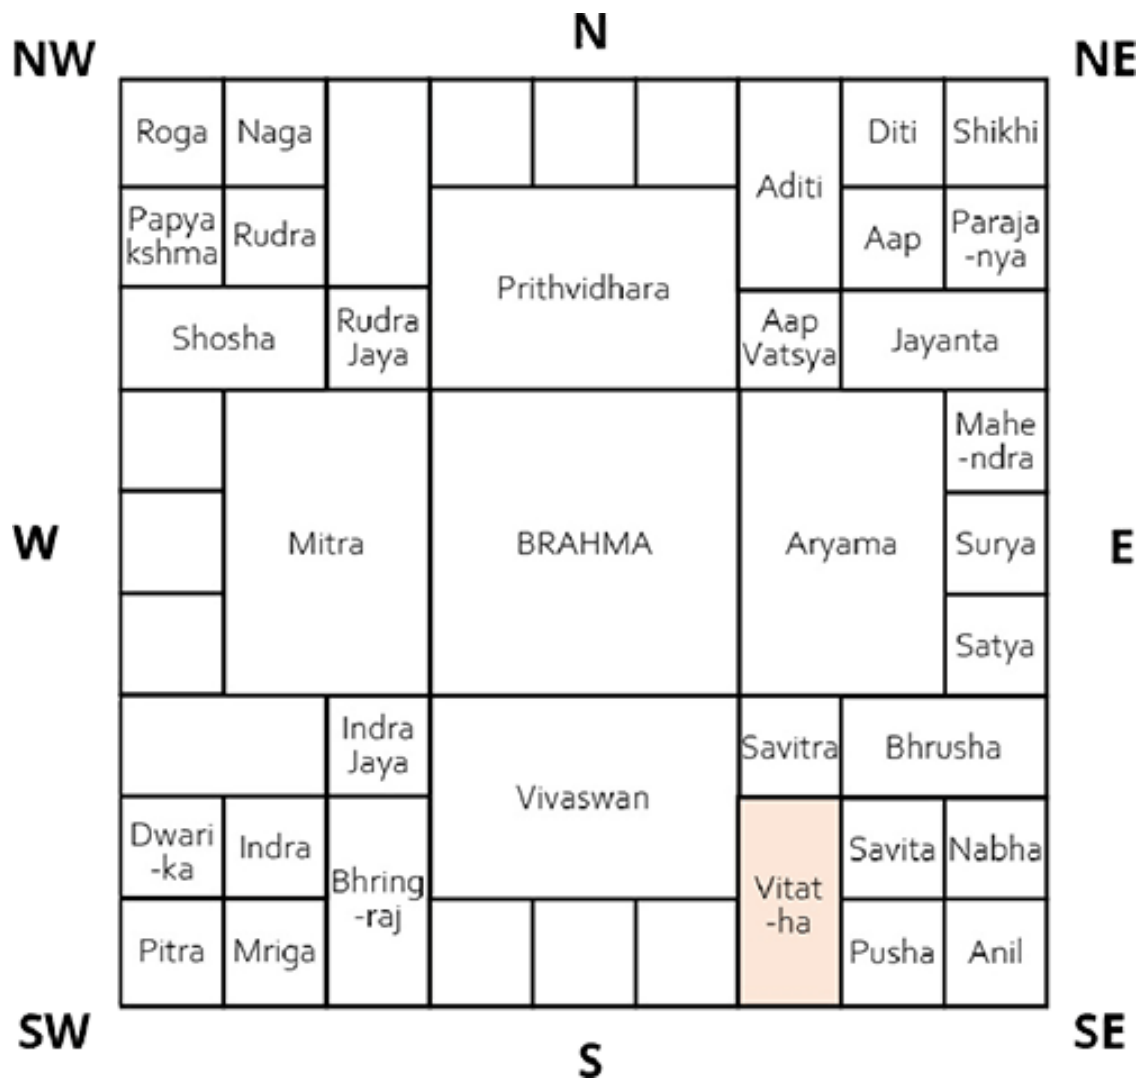 N
NW
NE
Roga
Naga
Aditi
Diti
Shikhi
Papya
kshma
Rudra
Prithvidhara
Aap
Paraja
-nya
Shosha
Rudra
Jaya
Aap
Vatsya
Jayanta
Mahe
-ndra
W
Mitra
BRAHMA
Aryama
Surya
E
Satya
Indra
Jaya
Vivaswan
Savitra
Bhrusha
Dwari
-ka
Indra
Bhring
-raj
Vitat
-ha
Savita
Nabha
Pitra
Mriga
Pusha
Anil
SW
S
SE